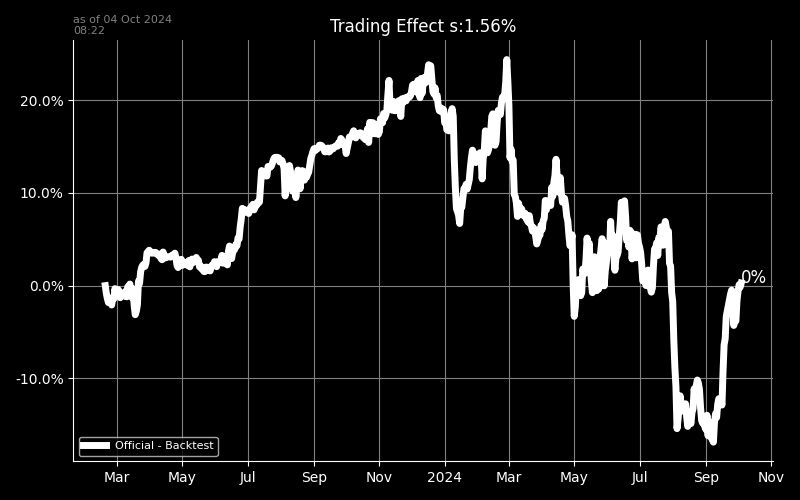 as of 04 Oct 2024
08:22
Trading Effect s:1.56%
20.0%
10.0%
0.0%
-10.0%
0%
Official - Backtest
Mar May Jul Sep Nov 2024 Mar May Jul Sep Nov